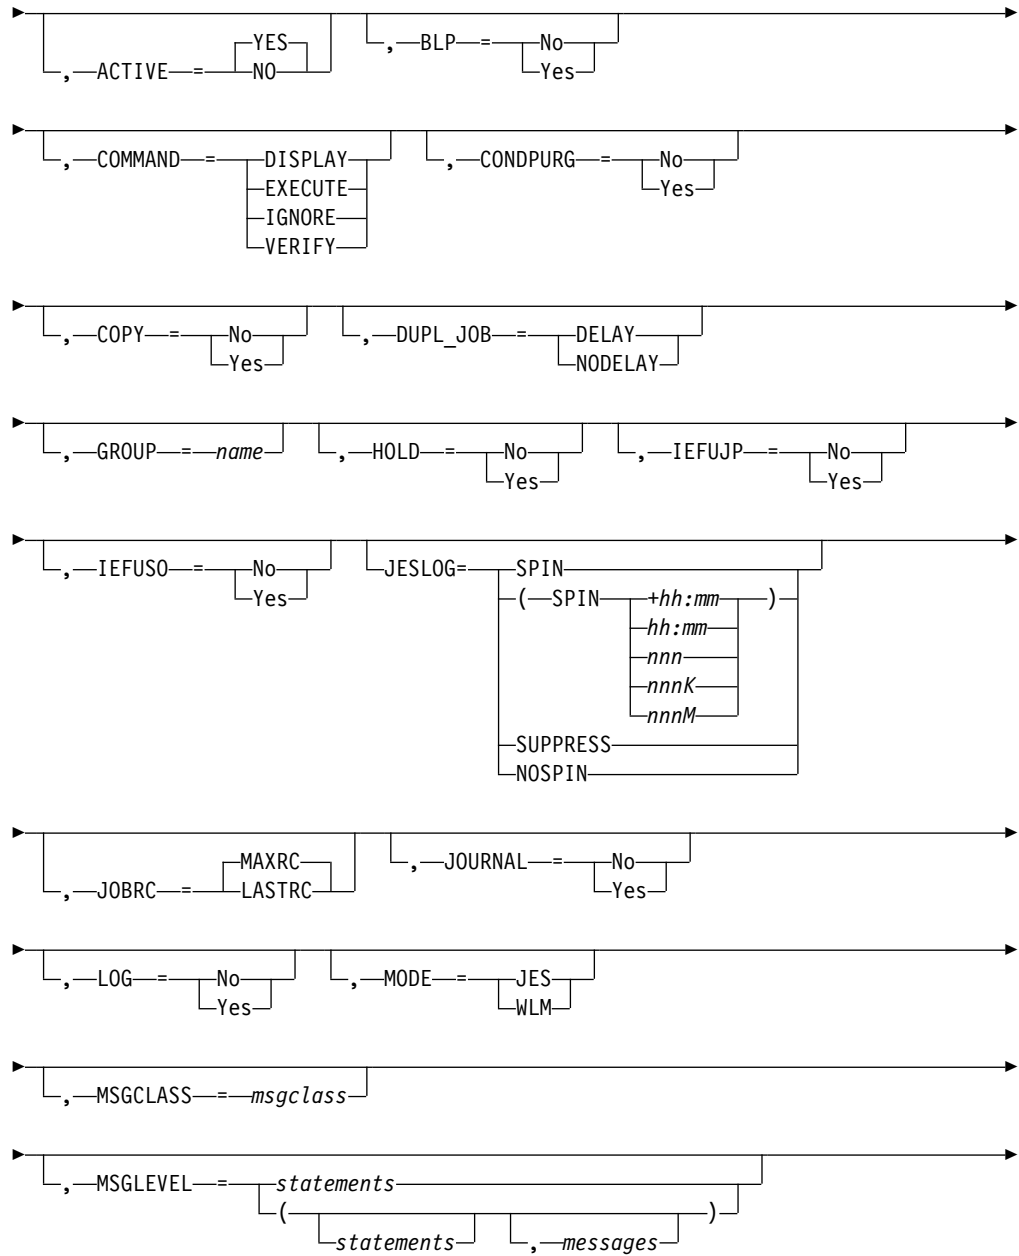 , ACTIVE = YES NO , BLP = No Yes
, COMMAND = DISPLAY EXECUTE IGNORE VERIFY , CONDPURG = No Yes
, COPY = No Yes , DUPL_JOB = DELAY NODELAY
, GROUP = name , HOLD = No Yes , IEFUJP = No Yes
, IEFUSO = No Yes JESLOG= SPIN
( SPIN +hh:mm )
hh:mm
nnn
nnnK
nnnM
SUPPRESS
NOSPIN
, JOBRC = MAXRC LASTRC , JOURNAL = No Yes
, LOG = No Yes , MODE = JES WLM
, MSGCLASS = msgclass
, MSGLEVEL = statements
( statements , messages )